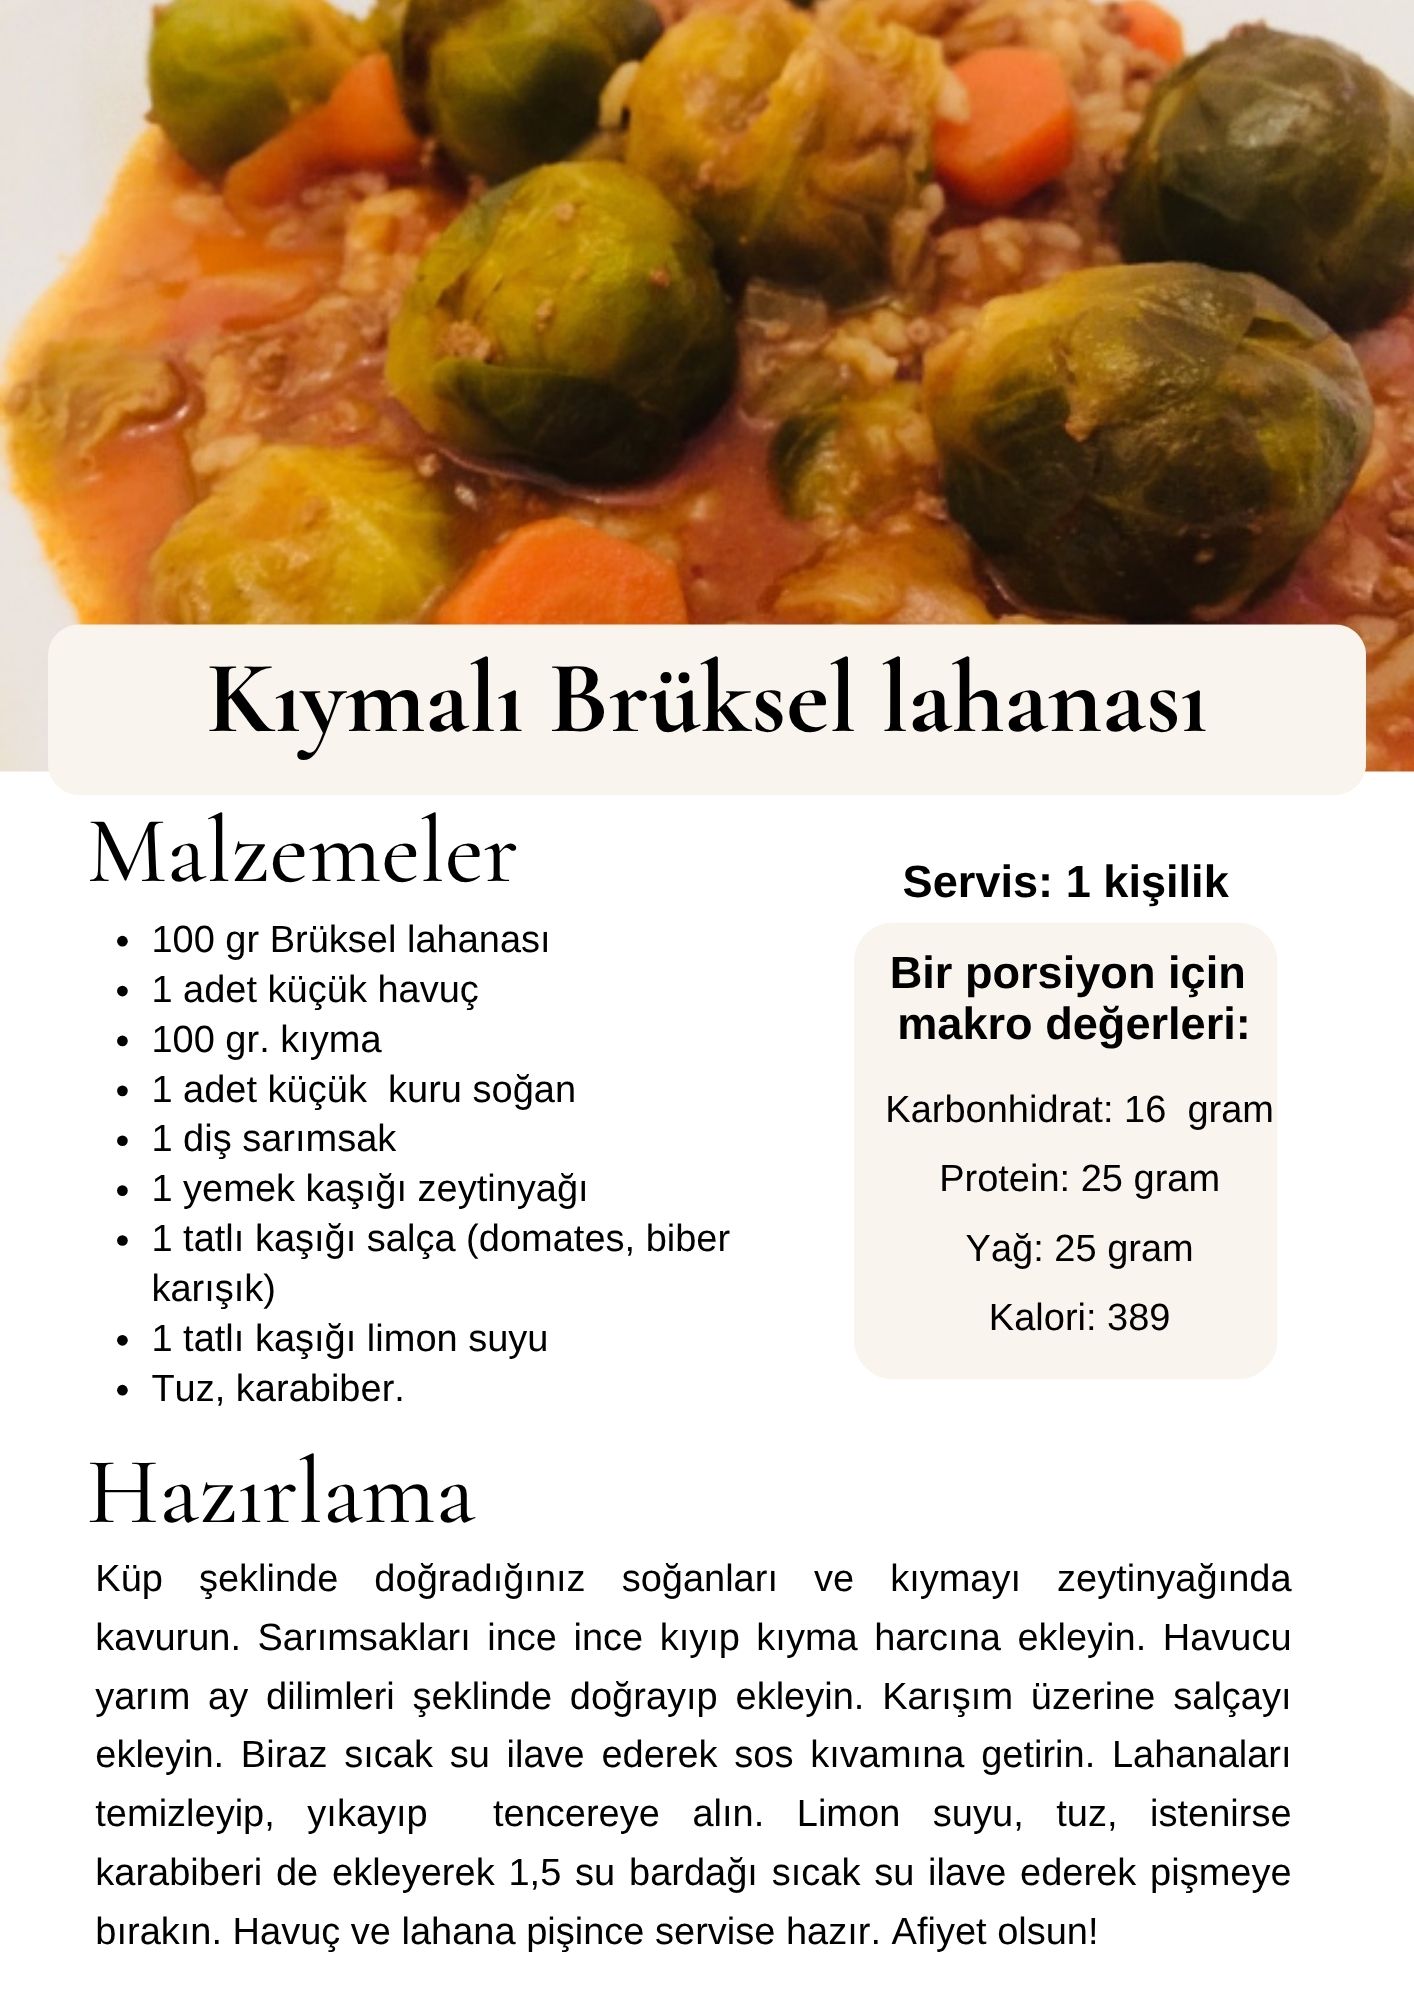 Kıymalı Brüksel lahanası
Malzemeler
100 gr Brüksel lahanası
1 adet küçük havuç
100 gr. kıyma
1 adet küçük  kuru soğan
1 diş sarımsak
1 yemek kaşığı zeytinyağı
1 tatlı kaşığı salça (domates, biber
karışık)
1 tatlı kaşığı limon suyu
Tuz, karabiber.
Servis: 1 kişilik
Bir porsiyon için
makro değerleri:
Karbonhidrat: 16  gram
Protein: 25 gram
Yağ: 25 gram
Kalori: 389
Hazırlama
Küp şeklinde doğradığınız soğanları ve kıymayı zeytinyağında
kavurun. Sarımsakları ince ince kıyıp kıyma harcına ekleyin. Havucu
yarım ay dilimleri şeklinde doğrayıp ekleyin. Karışım üzerine salçayı
ekleyin. Biraz sıcak su ilave ederek sos kıvamına getirin. Lahanaları
temizleyip, yıkayıp  tencereye alın. Limon suyu, tuz, istenirse
karabiberi de ekleyerek 1,5 su bardağı sıcak su ilave ederek pişmeye
bırakın. Havuç ve lahana pişince servise hazır. Afiyet olsun!